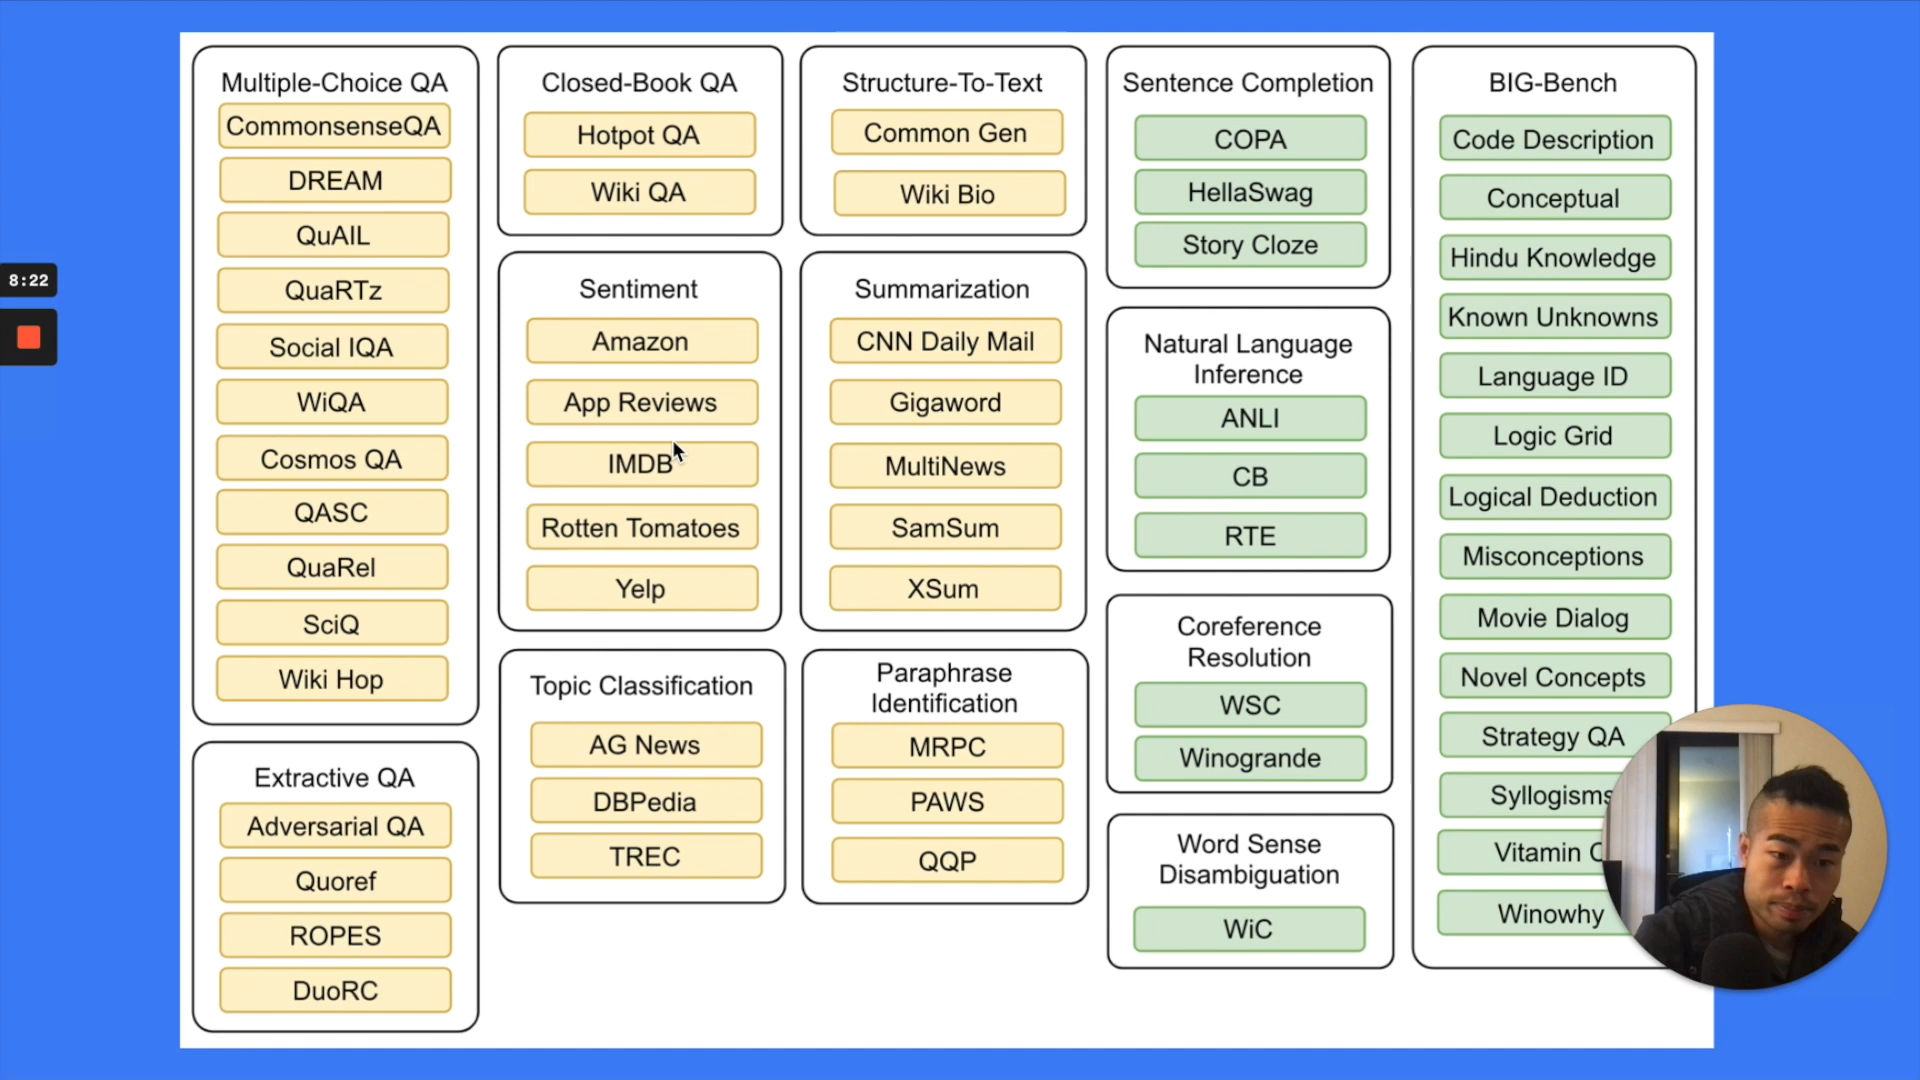 8:22
Multiple-Choice QA
CommonsenseQA
DREAM
QuAIL
QuaRTz
Social IQA
WiQA
Cosmos QA
QASC
QuaRel
SciQ
Wiki Hop
Extractive QA
Adversarial QA
Quoref
ROPES
DuoRC
Closed-Book QA
Hotpot QA
Wiki QA
Sentiment
Amazon
App Reviews
IMDB
Rotten Tomatoes
Yelp
Topic Classification
AG News
DBPedia
TREC
Structure-To-Text
Common Gen
Wiki Bio
Summarization
CNN Daily Mail
Gigaword
MultiNews
SamSum
XSum
Paraphrase
Identification
MRPC
PAWS
QQP
Sentence Completion
COPA
HellaSwag
Story Cloze
Natural Language
Inference
ANLI
CB
RTE
Coreference
Resolution
WSC
Winogrande
Word Sense
Disambiguation
WiC
BIG-Bench
Code Description
Conceptual
Hindu Knowledge
Known Unknowns
Language ID
Logic Grid
Logical Deduction
Misconceptions
Movie Dialog
Novel Concepts
Strategy QA
Syllogisms
Vitamin C
Winowhy